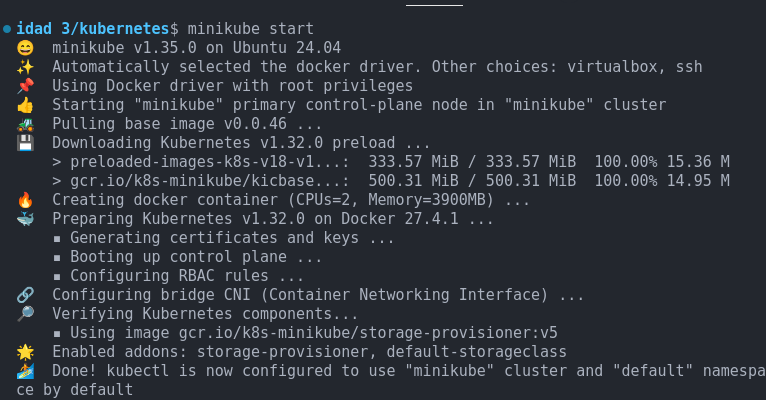 idad 3/kubernetes$ minikube start
😄  minikube v1.35.0 on Ubuntu 24.04
✨  Automatically selected the docker driver. Other choices: virtualbox, ssh
📌  Using Docker driver with root privileges
👍  Starting "minikube" primary control-plane node in "minikube" cluster
🚜  Pulling base image v0.0.46 ...
💾  Downloading Kubernetes v1.32.0 preload ...
    > preloaded-images-k8s-v18-v1...:  333.57 MiB / 333.57 MiB  100.00% 15.36 M
    > gcr.io/k8s-minikube/kicbase...:  500.31 MiB / 500.31 MiB  100.00% 14.95 M
🔥  Creating docker container (CPUs=2, Memory=3900MB) ...
🐳  Preparing Kubernetes v1.32.0 on Docker 27.4.1 ...
    ▪ Generating certificates and keys ...
    ▪ Booting up control plane ...
    ▪ Configuring RBAC rules ...
🔗  Configuring bridge CNI (Container Networking Interface) ...
🔎  Verifying Kubernetes components...
    ▪ Using image gcr.io/k8s-minikube/storage-provisioner:v5
🌟  Enabled addons: storage-provisioner, default-storageclass
🏄  Done! kubectl is now configured to use "minikube" cluster and "default" namespa
ce by default